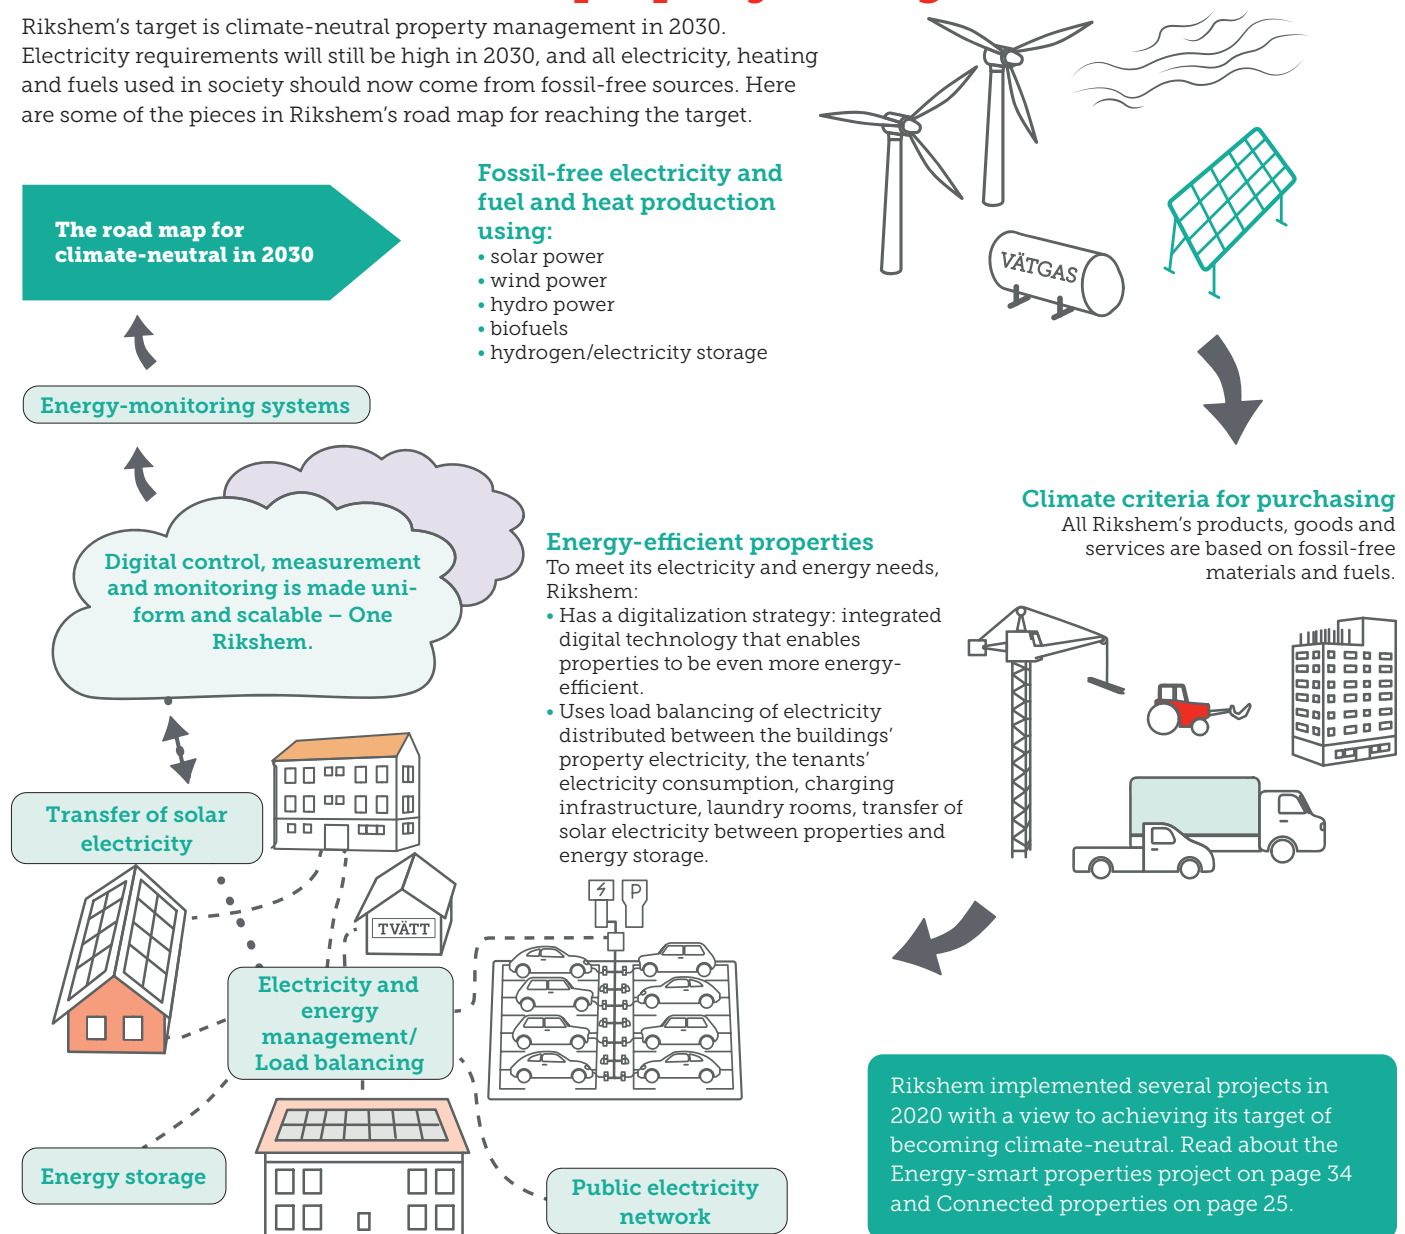 Rikshem’s target is climate-neutral property management in 2030.
Electricity requirements will still be high in 2030, and all electricity, heating
and fuels used in society should now come from fossil-free sources. Here
are some of the pieces in Rikshem’s road map for reaching the target.
The road map for
climate-neutral in 2030
Fossil-free electricity and
fuel and heat production
using:
• solar power
• wind power
• hydro power
• biofuels
• hydrogen/electricity storage
VÄTGAS
Energy-monitoring systems
Digital control, measurement
and monitoring is made uni-
form and scalable – One
Rikshem.
Climate criteria for purchasing
All Rikshem’s products, goods and
services are based on fossil-free
materials and fuels.
Energy-efficient properties
To meet its electricity and energy needs,
Rikshem:
• Has a digitalization strategy: integrated
digital technology that enables
properties to be even more energy-
efficient.
• Uses load balancing of electricity
distributed between the buildings’
property electricity, the tenants’
electricity consumption, charging
infrastructure, laundry rooms, transfer of
solar electricity between properties and
energy storage.
Transfer of solar
electricity
TVÄTT
P
Electricity and
energy
management/
Load balancing
Energy storage
Public electricity
network
Rikshem implemented several projects in
2020 with a view to achieving its target of
becoming climate-neutral. Read about the
Energy-smart properties project on page 34
and Connected properties on page 25.